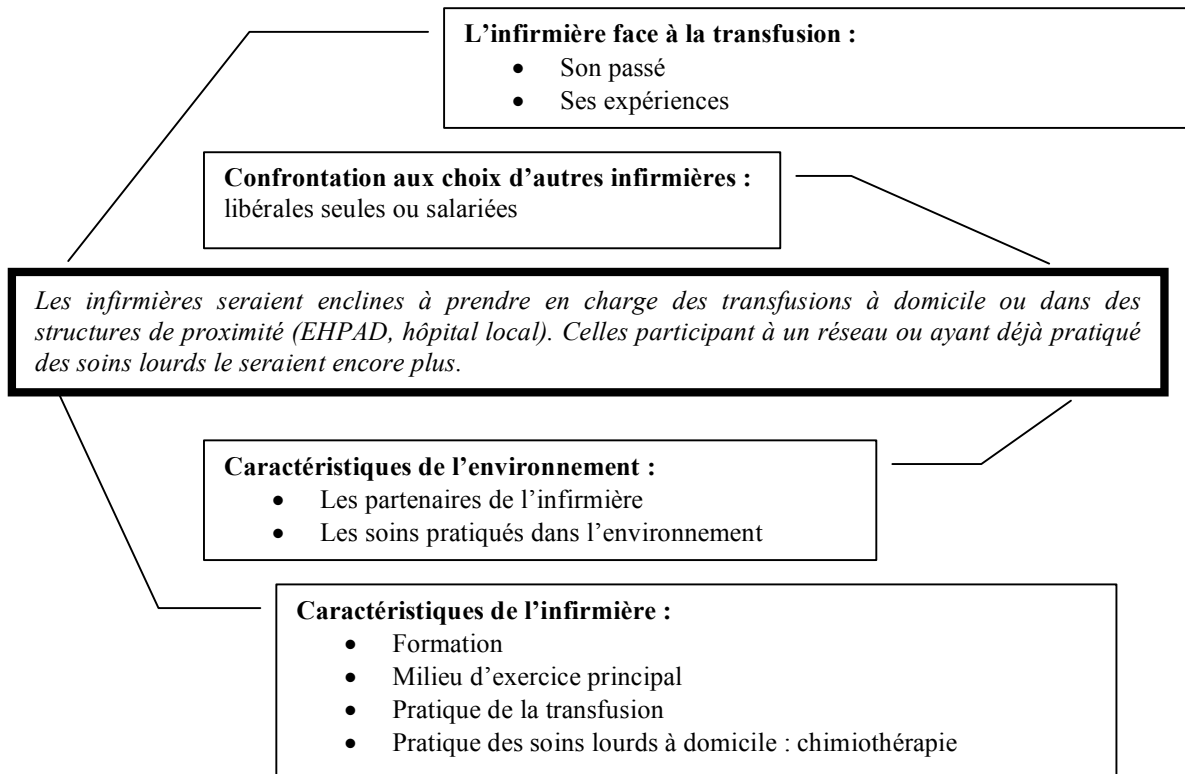 L’infirmière face à la transfusion :
• Son passé
• Ses expériences
Confrontation aux choix d’autres infirmières :
libérales seules ou salariées
Les infirmières seraient enclines à prendre en charge des transfusions à domicile ou dans des
structures de proximité (EHPAD, hôpital local). Celles participant à un réseau ou ayant déjà pratiqué
des soins lourds le seraient encore plus.
Caractéristiques de l’environnement :
• Les partenaires de l’infirmière
• Les soins pratiqués dans l’environnement
Caractéristiques de l’infirmière :
• Formation
• Milieu d’exercice principal
• Pratique de la transfusion
• Pratique des soins lourds à domicile : chimiothérapie